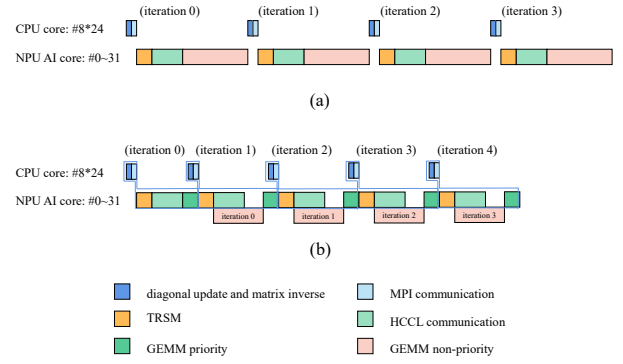 (iteration 0) (iteration 1) (iteration 2) (iteration 3)
CPU core: #8*24
NPU AI core: #0~31
(a)
(iteration 0) (iteration 1) (iteration 2) (iteration 3) (iteration 4)
CPU core: #8*24
NPU AI core: #0~31
iteration 0 iteration 1 iteration 2 iteration 3
(b)
diagonal update and matrix inverse MPI communication
TRSM HCCL communication
GEMM priority GEMM non-priority